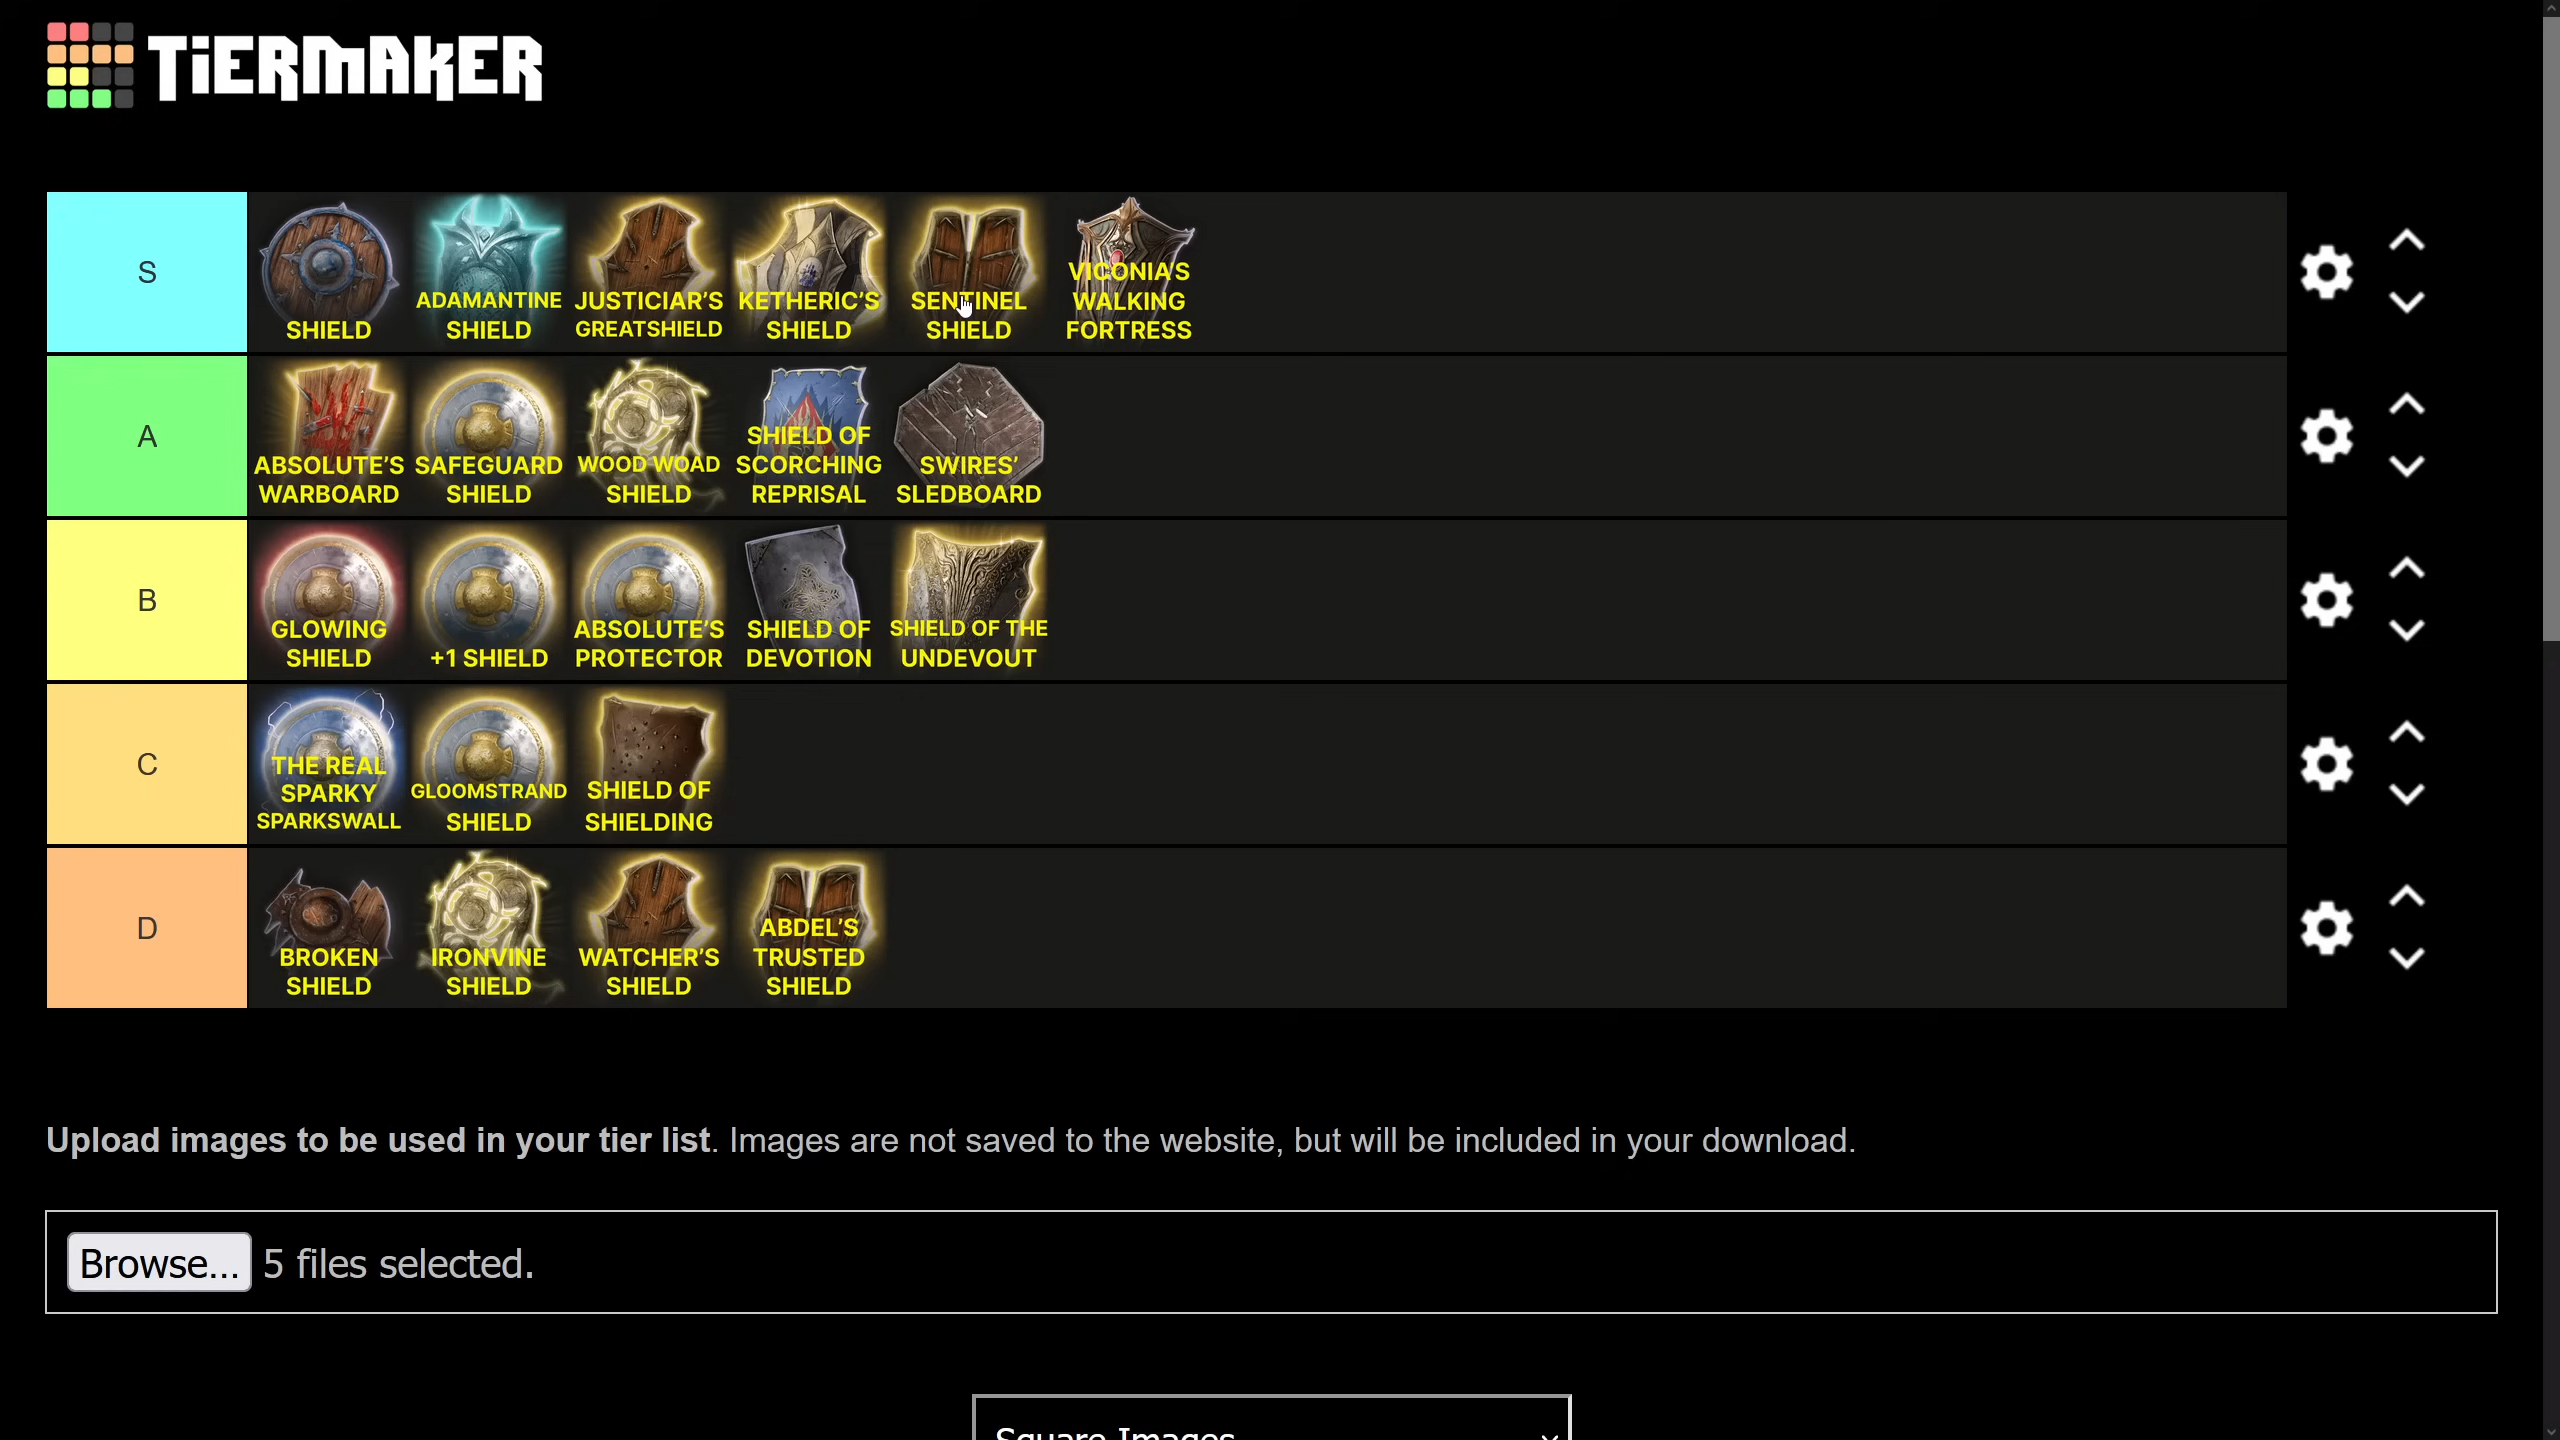 TiERMAKER
S
SHIELD
ADAMANTINE
SHIELD
JUSTICIAR'S
GREATSHIELD
KETHERIC'S
SHIELD
SENTINEL
SHIELD
VICONIA'S
WALKING
FORTRESS
A
ABSOLUTE'S
WARBOARD
SAFEGUARD
SHIELD
WOOD WOAD
SHIELD
SHIELD OF
SCORCHING
REPRISAL
SWIRES'
SLEDBOARD
B
GLOWING
SHIELD
+1 SHIELD
ABSOLUTE'S
PROTECTOR
SHIELD OF
DEVOTION
SHIELD OF THE
UNDEVOUT
C
THE REAL
SPARKY
SPARKSWALL
GLOOMSTRAND
SHIELD
SHIELD OF
SHIELDING
D
BROKEN
SHIELD
IRONVINE
SHIELD
WATCHER'S
SHIELD
ABDEL'S
TRUSTED
SHIELD
Upload images to be used in your tier list. Images are not saved to the website, but will be included in your download.
Browse... 5 files selected.
Square Images